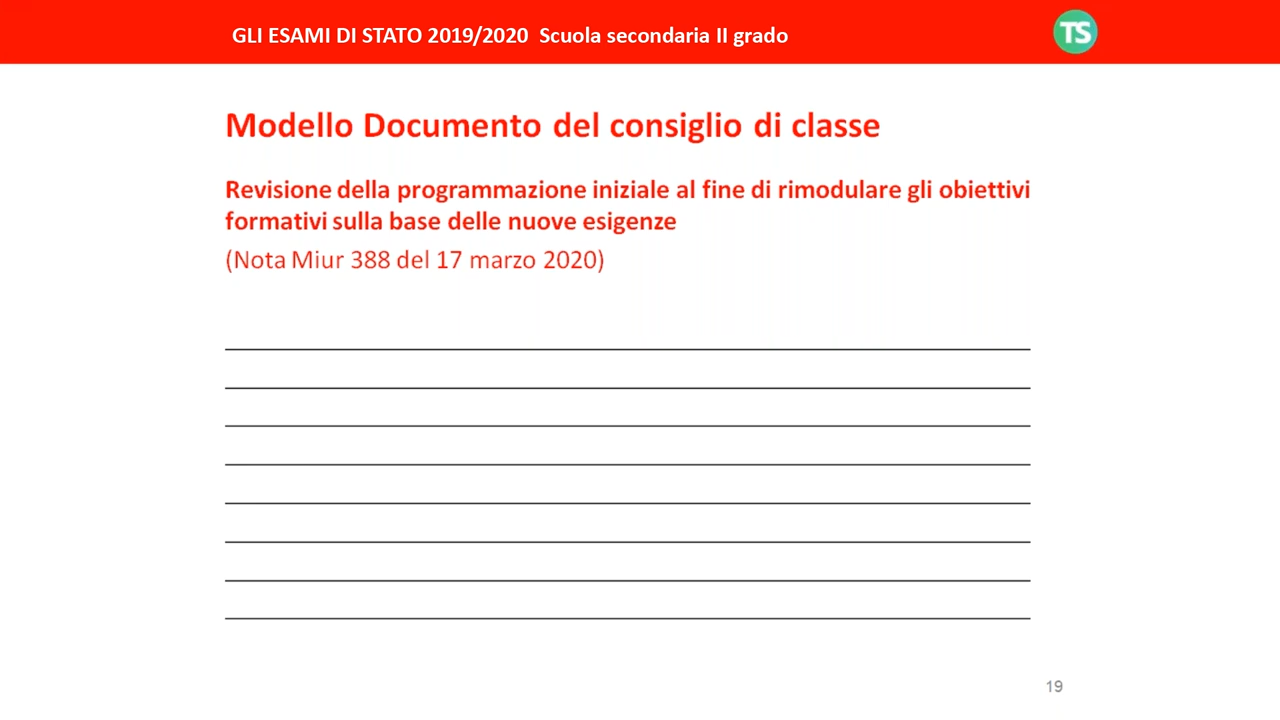 GLI ESAMI DI STATO 2019/2020 Scuola secondaria II grado
TS
Modello Documento del consiglio di classe
Revisione della programmazione iniziale al fine di rimodulare gli obiettivi
formativi sulla base delle nuove esigenze
(Nota Miur 388 del 17 marzo 2020)
19